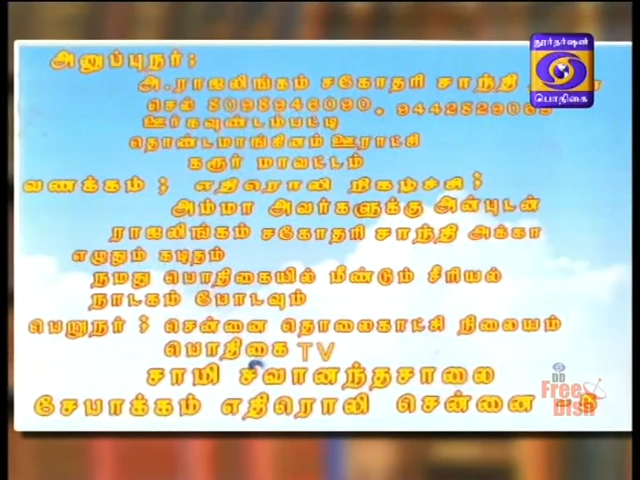 அனுப்புநர்;
அ.ராஜலிங்கம் சகோதரி சாந்தி
செல் 8098946090. 944282908
ஊர்கவுண்டம்பட்டி
தொண்டமாங்கினம் ஊராட்சி
கரூர் மாவட்டம்
வணக்கம் ; எதிரொலி நிகழ்ச்சி ;
அம்மா அவர்களுக்கு அன்புடன்
ராஜலிங்கம் சகோதரி சாந்தி அக்கா
எழுதும் கடிதம்
நமது பொதிகையில் மீண்டும் சீரியல்
நாடகம் போடவும்
பெறுநர் ; சென்னை தொலைகாட்சி நிலையம்
பொதிகை TV
சாமி சிவானந்தசாலை
சேபாக்கம் எதிரொலி சென்னை –
தூர்தர்ஷன்
பொதிகை
DD
Free
Dish